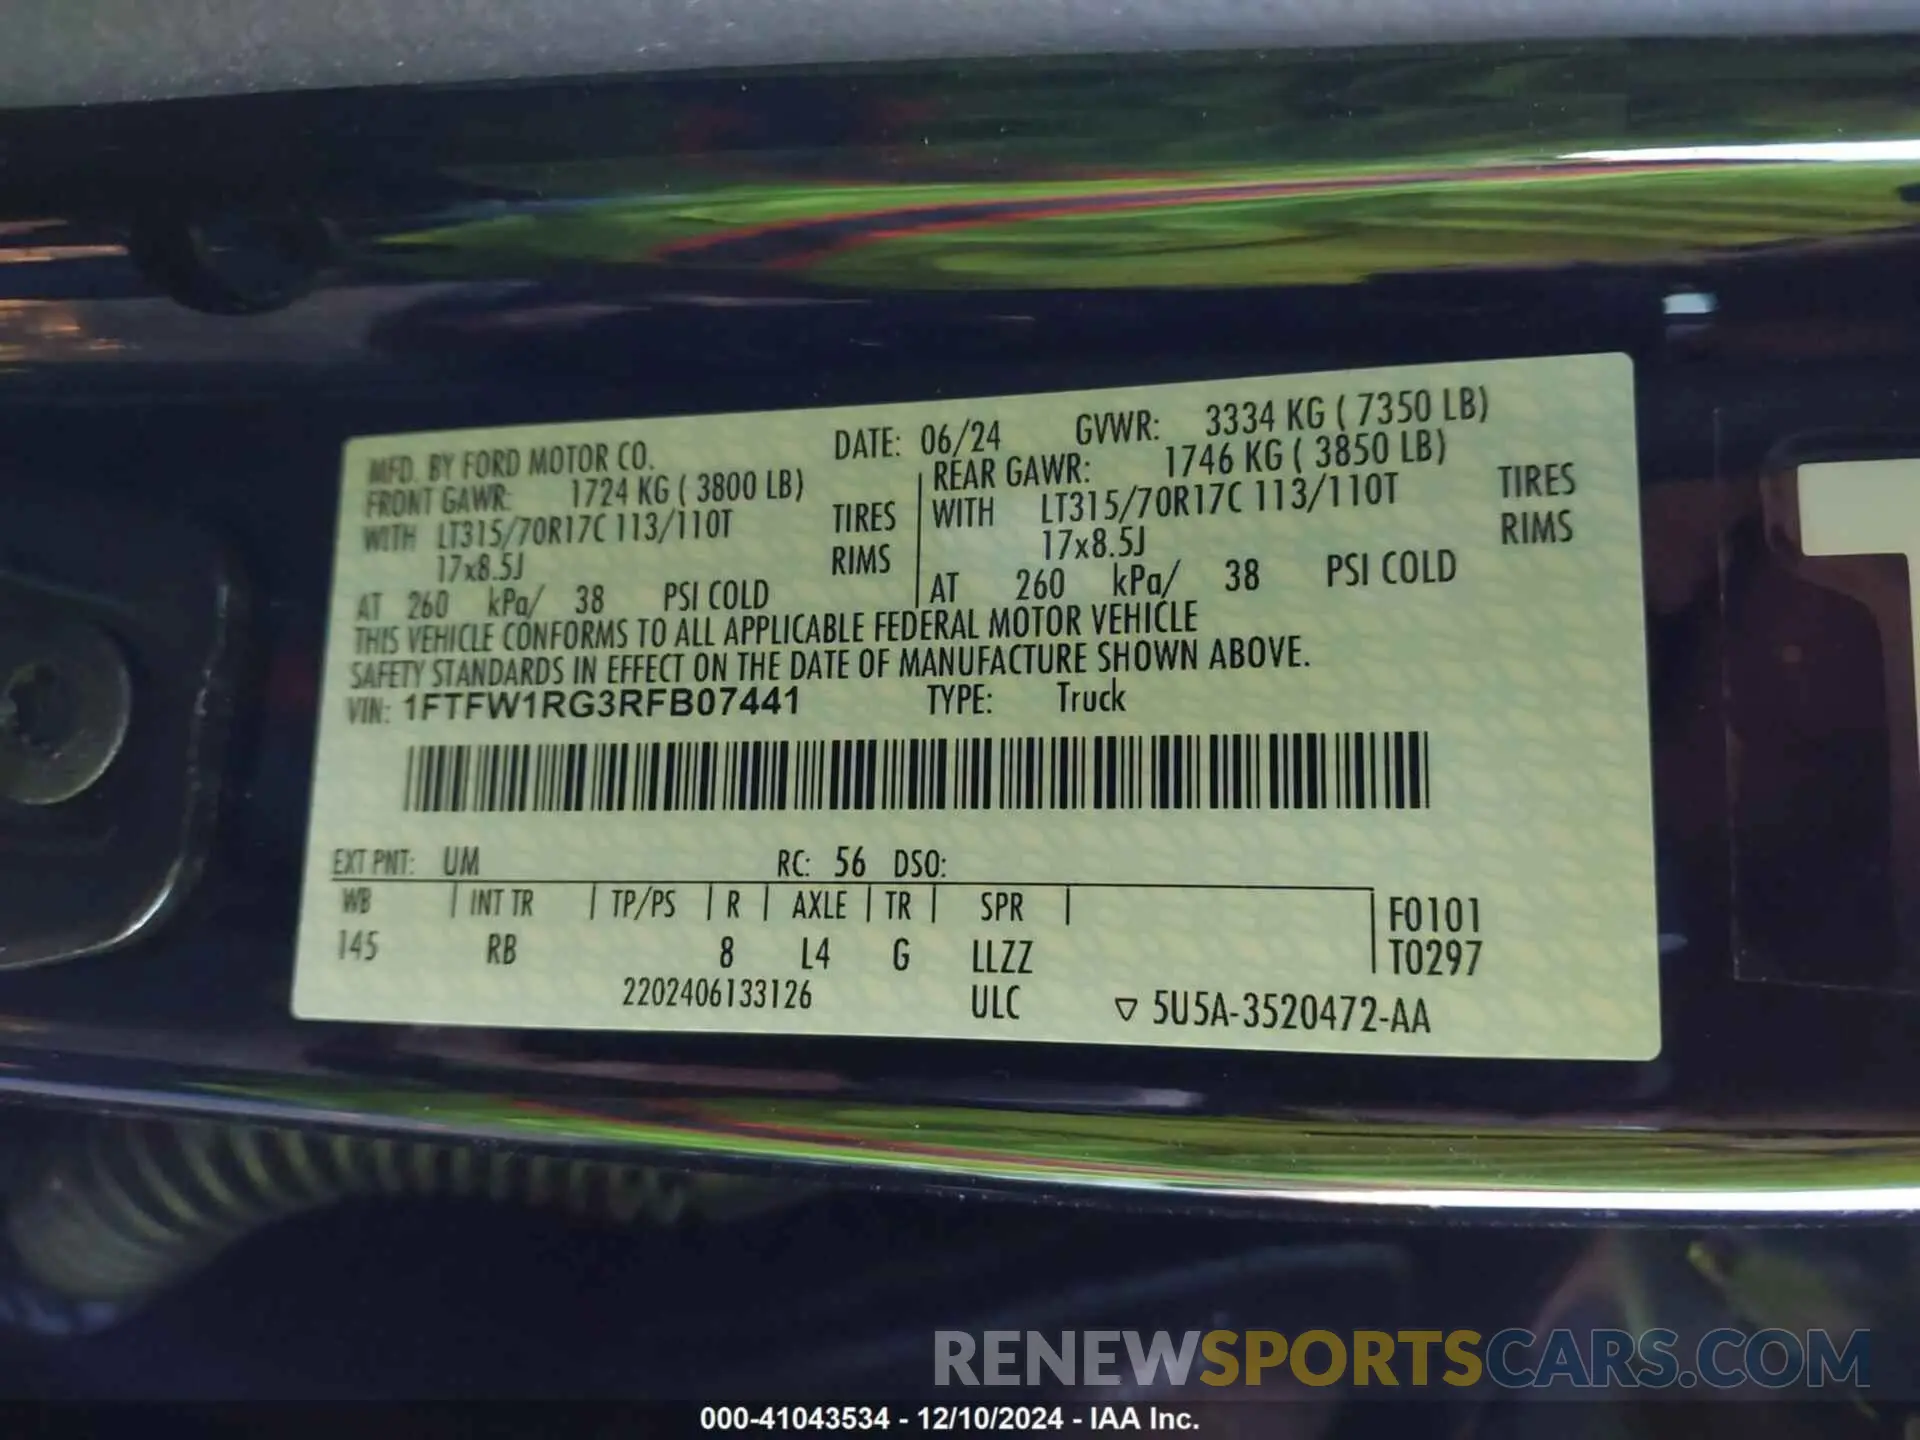 MFD. BY FORD MOTOR CO. DATE: 06/24 GVWR: 3334 KG ( 7350 LB)
FRONT GAWR: 1724 KG ( 3800 LB) REAR GAWR: 1746 KG ( 3850 LB)
WITH LT315/70R17C 113/110T TIRES WITH LT315/70R17C 113/110T TIRES
17x8.5J RIMS 17x8.5J RIMS
AT 260 kPa/ 38 PSI COLD AT 260 kPa/ 38 PSI COLD
THIS VEHICLE CONFORMS TO ALL APPLICABLE FEDERAL MOTOR VEHICLE
SAFETY STANDARDS IN EFFECT ON THE DATE OF MANUFACTURE SHOWN ABOVE.
VIN: 1FTFW1RG3RFB07441 TYPE: Truck
EXT PNT: UM RC: 56 DSO:
WB INT TR TP/PS R AXLE TR SPR F0101
145 RB 8 L4 G LLZZ T0297
2202406133126 ULC ▽ 5U5A-3520472-AA
RENEWSPORTSCARS.COM
000-41043534 - 12/10/2024 - IAA Inc.